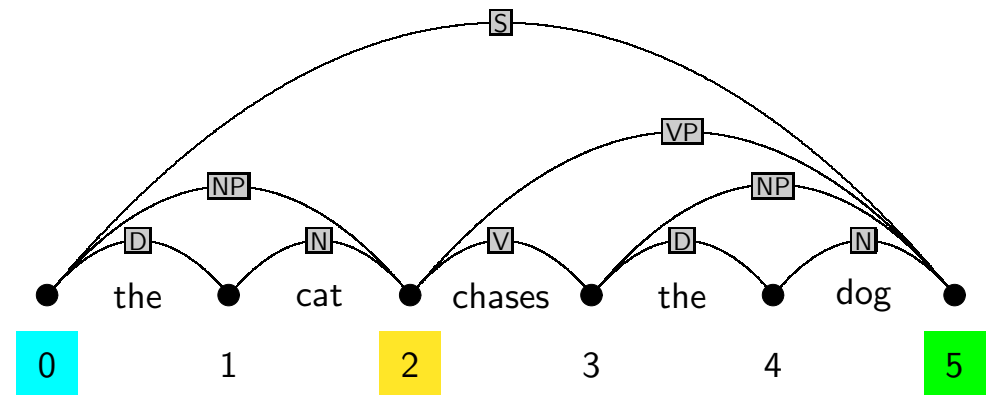 S
VP
NP NP
D N V D N
the cat chases the dog
0 1 2 3 4 5